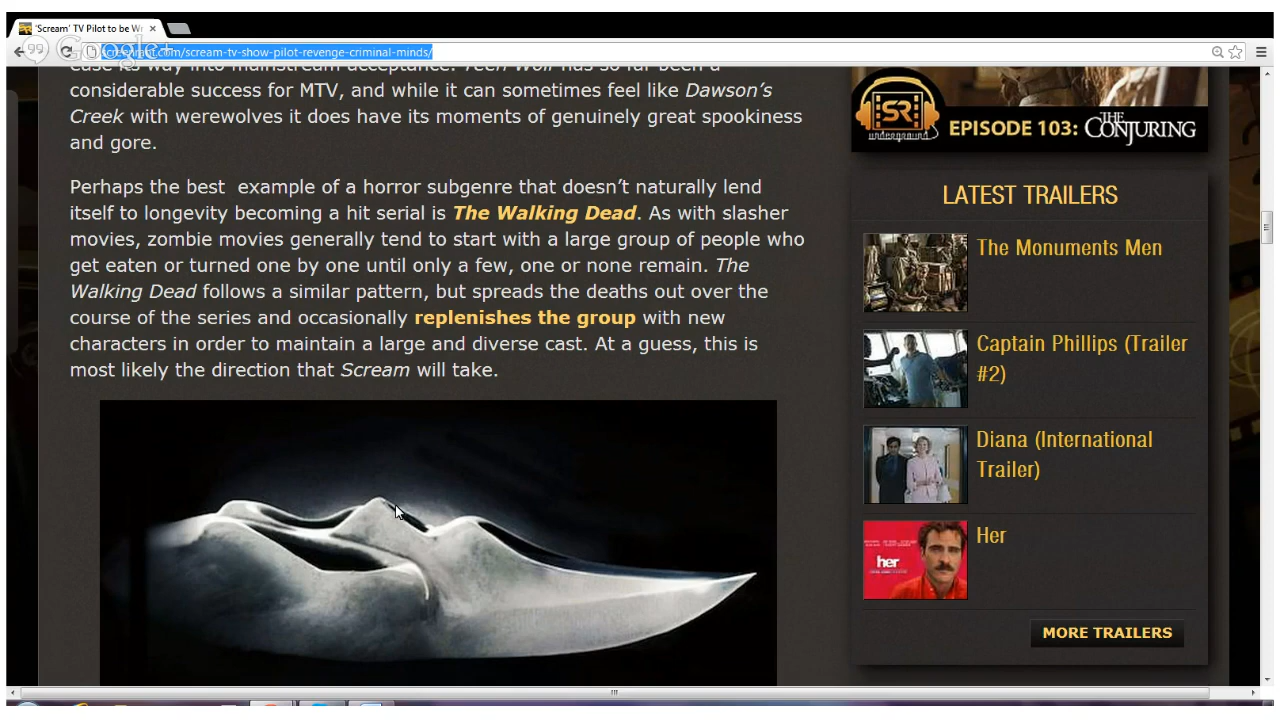 'Scream' TV Pilot to be Wr
99 Google+
screenrant.com/scream-tv-show-pilot-revenge-criminal-minds/
considerable success for MTV, and while it can sometimes feel like Dawson's
Creek with werewolves it does have its moments of genuinely great spookiness
and gore.
Perhaps the best example of a horror subgenre that doesn't naturally lend
itself to longevity becoming a hit serial is The Walking Dead. As with slasher
movies, zombie movies generally tend to start with a large group of people who
get eaten or turned one by one until only a few, one or none remain. The
Walking Dead follows a similar pattern, but spreads the deaths out over the
course of the series and occasionally replenishes the group with new
characters in order to maintain a large and diverse cast. At a guess, this is
most likely the direction that Scream will take.
SR
underground
EPISODE 103: THE CONJURING
LATEST TRAILERS
The Monuments Men
Captain Phillips (Trailer
#2)
Diana (International
Trailer)
her
Her
MORE TRAILERS